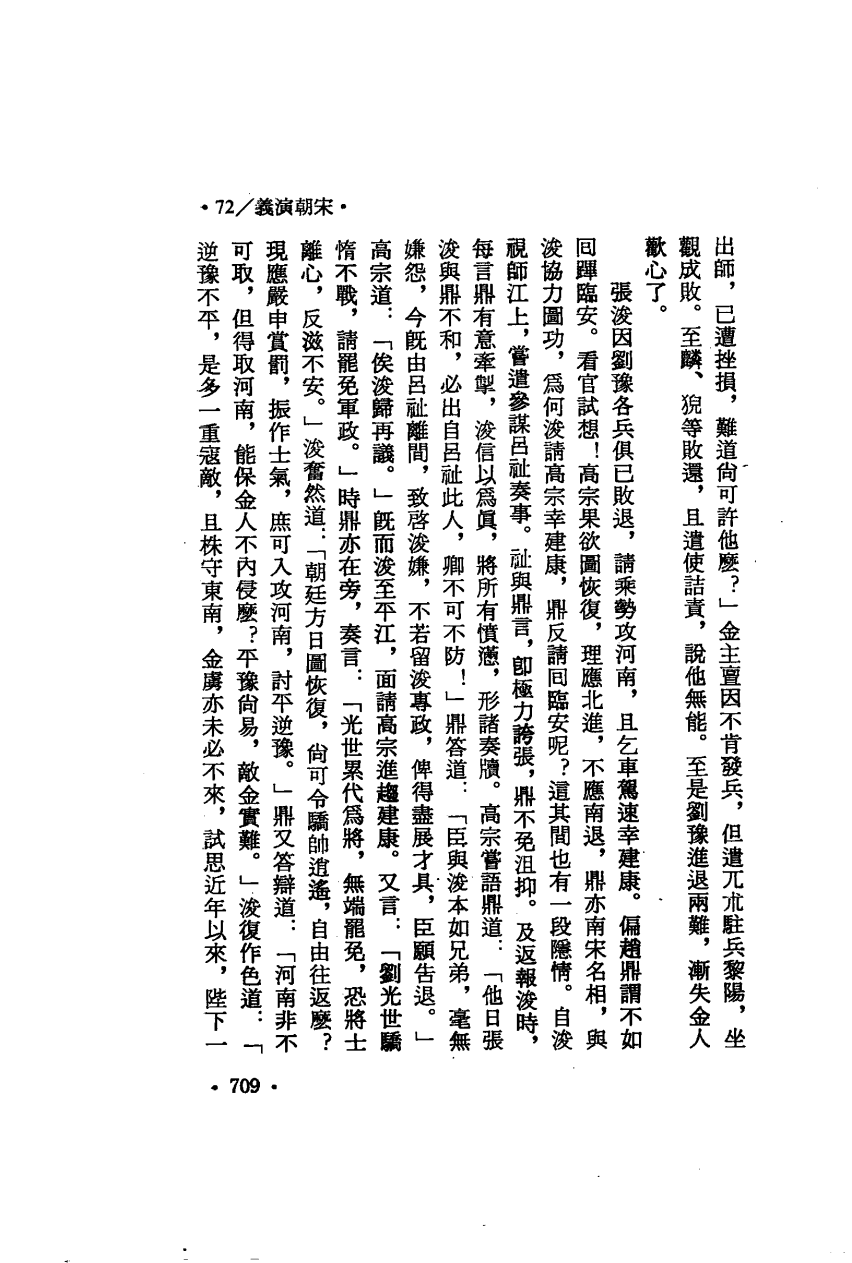 ·宋朝演義／72·
出師，已遭挫損，難道尙可許他麼？」金主亶因不肯發兵，但遣兀朮駐兵黎陽，坐
觀成敗。至麟、猊等敗還，且遣使詰責，說他無能。至是劉豫進退兩難，漸失金人
歡心了。
張浚因劉豫各兵俱已敗退，請乘勢攻河南，且乞車駕速幸建康。偏趙鼎謂不如
回蹕臨安。看官試想！高宗果欲圖恢復，理應北進，不應南退，鼎亦南宋名相，與
浚協力圖功，爲何浚請高宗幸建康，鼎反請回臨安呢？這其間也有一段隱情。自浚
視師江上，嘗遣參謀呂祉奏事。祉與鼎言，卽極力誇張，鼎不免沮抑。及返報浚時，
每言鼎有意牽掣，浚信以爲眞，將所有憤懣，形諸奏牘。高宗嘗語鼎道：「他日張
浚與鼎不和，必出自呂祉此人，卿不可不防！」鼎答道：「臣與浚本如兄弟，毫無
嫌怨，今旣由呂祉離間，致啓浚嫌，不若留浚專政，俾得盡展才具，臣願告退。」
高宗道：「俟浚歸再議。」旣而浚至平江，面請高宗進趨建康。又言：「劉光世驕
惰不戰，請罷免軍政。」時鼎亦在旁，奏言：「光世累代爲將，無端罷免，恐將士
離心，反滋不安。」浚奮然道：「朝廷方日圖恢復，尙可令驕帥逍遙，自由往返麼？
現應嚴申賞罰，振作士氣，庶可入攻河南，討平逆豫。」鼎又答辯道：「河南非不
可取，但得取河南，能保金人不內侵麼？平豫尙易，敵金實難。」浚復作色道：「
逆豫不平，是多一重寇敵，且株守東南，金虜亦未必不來，試思近年以來，陛下一
·709·